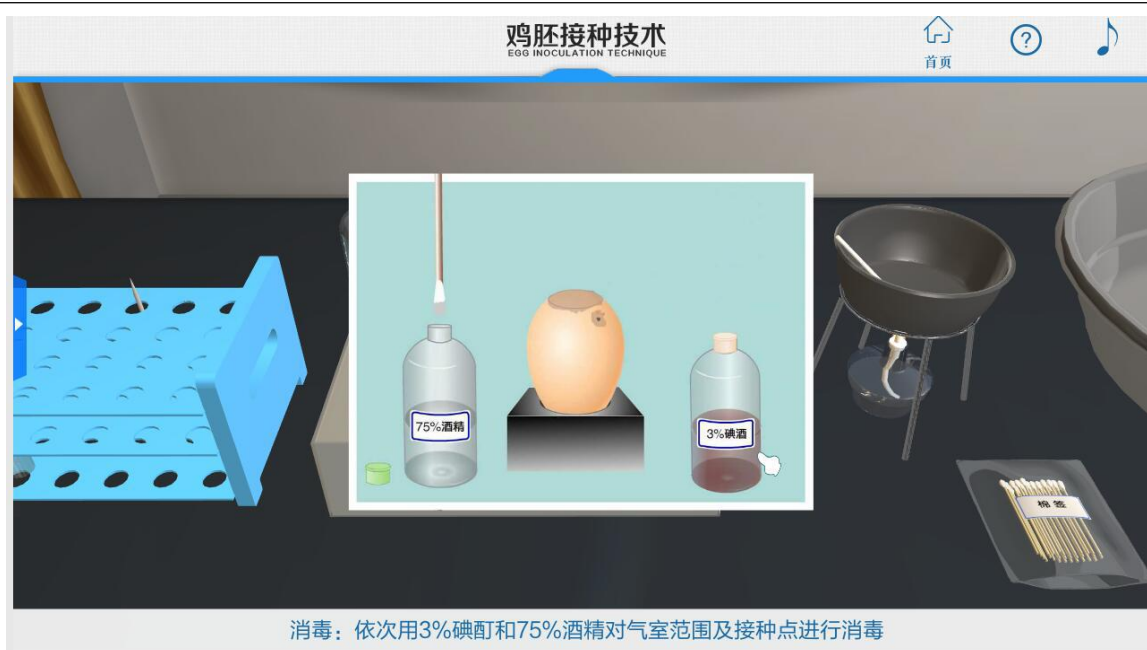 鸡胚接种技术
EGG INOCULATION TECHNIQUE
首页
?
75%酒精
3%碘酒
棉签
消毒：依次用3%碘酊和75%酒精对气室范围及接种点进行消毒